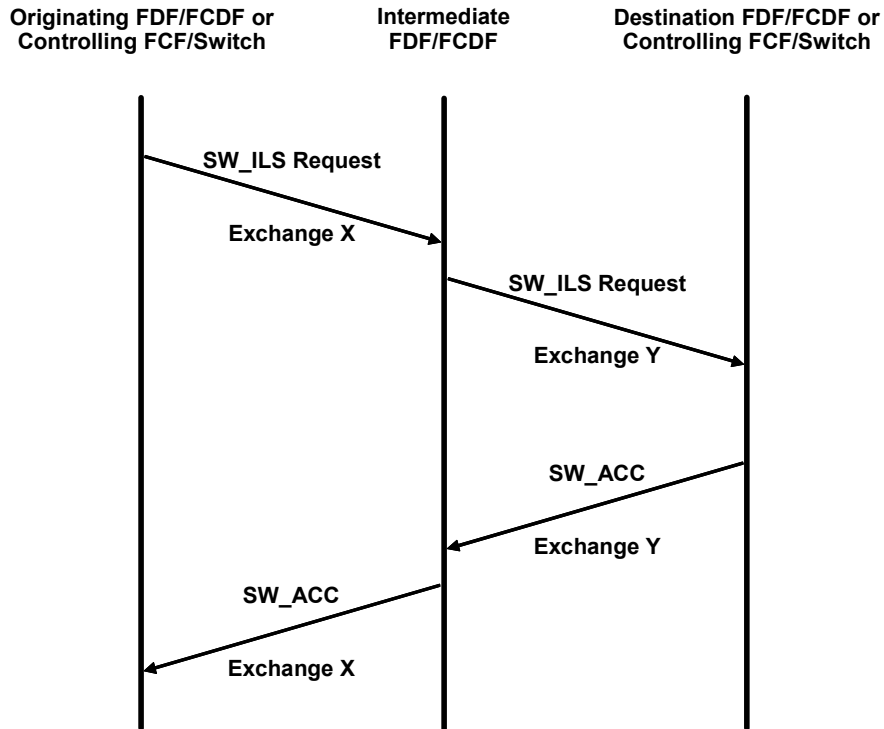 Originating FDF/FCDF or
Controlling FCF/Switch
Intermediate
FDF/FCDF
Destination FDF/FCDF or
Controlling FCF/Switch
SW_ILS Request
Exchange X
SW_ILS Request
Exchange Y
SW_ACC
Exchange Y
SW_ACC
Exchange X